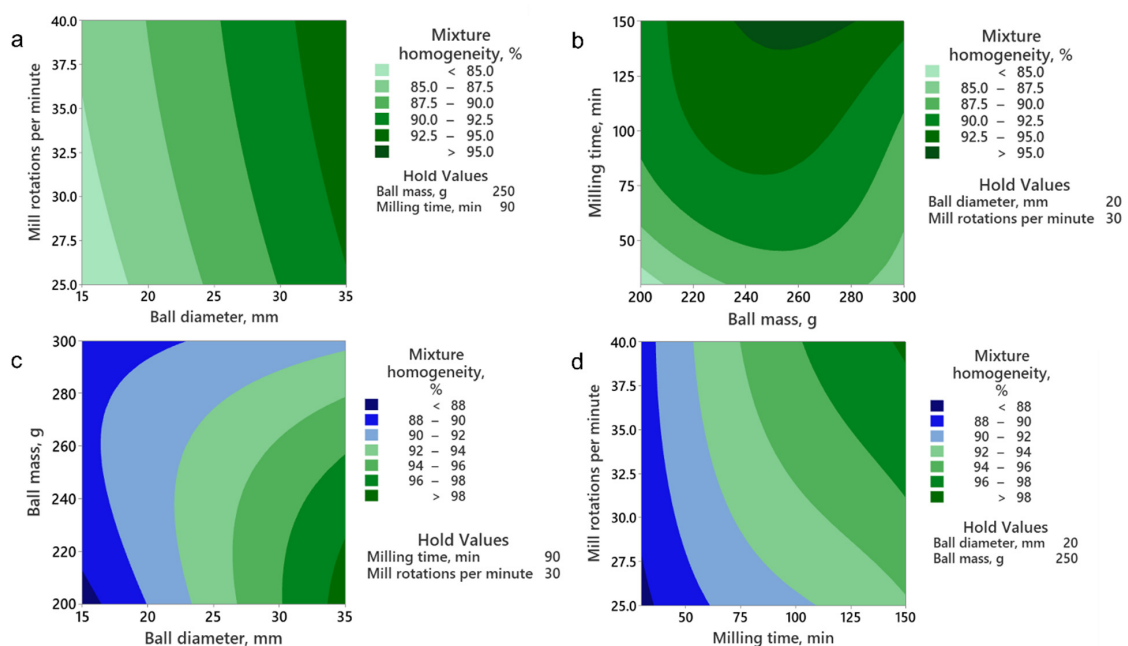 a
40.0
37.5
35.0
32.5
30.0
27.5
25.0
Mill rotations per minute
15 20 25 30 35
Ball diameter, mm
Mixture
homogeneity, %
< 85.0
85.0 – 87.5
87.5 – 90.0
90.0 – 92.5
92.5 – 95.0
> 95.0
Hold Values
Ball mass, g 250
Milling time, min 90
b
150
125
100
75
50
Milling time, min
200 220 240 260 280 300
Ball mass, g
Mixture
homogeneity, %
< 85.0
85.0 – 87.5
87.5 – 90.0
90.0 – 92.5
92.5 – 95.0
> 95.0
Hold Values
Ball diameter, mm 20
Mill rotations per minute 30
c
300
280
260
240
220
200
Ball mass, g
15 20 25 30 35
Ball diameter, mm
Mixture
homogeneity,
%
< 88
88 – 90
90 – 92
92 – 94
94 – 96
96 – 98
> 98
Hold Values
Milling time, min 90
Mill rotations per minute 30
d
40.0
37.5
35.0
32.5
30.0
27.5
25.0
Mill rotations per minute
50 75 100 125 150
Milling time, min
Mixture
homogeneity,
%
< 88
88 – 90
90 – 92
92 – 94
94 – 96
96 – 98
> 98
Hold Values
Ball diameter, mm 20
Ball mass, g 250